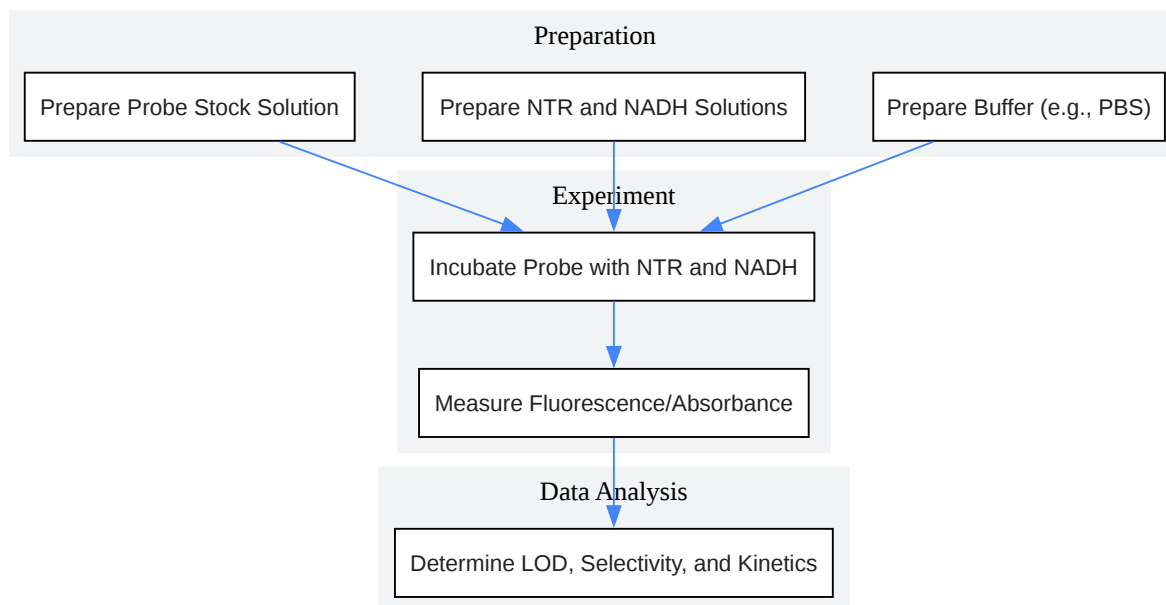 Preparation
Prepare Probe Stock Solution
Prepare NTR and NADH Solutions
Prepare Buffer (e.g., PBS)
Experiment
Incubate Probe with NTR and NADH
Measure Fluorescence/Absorbance
Data Analysis
Determine LOD, Selectivity, and Kinetics